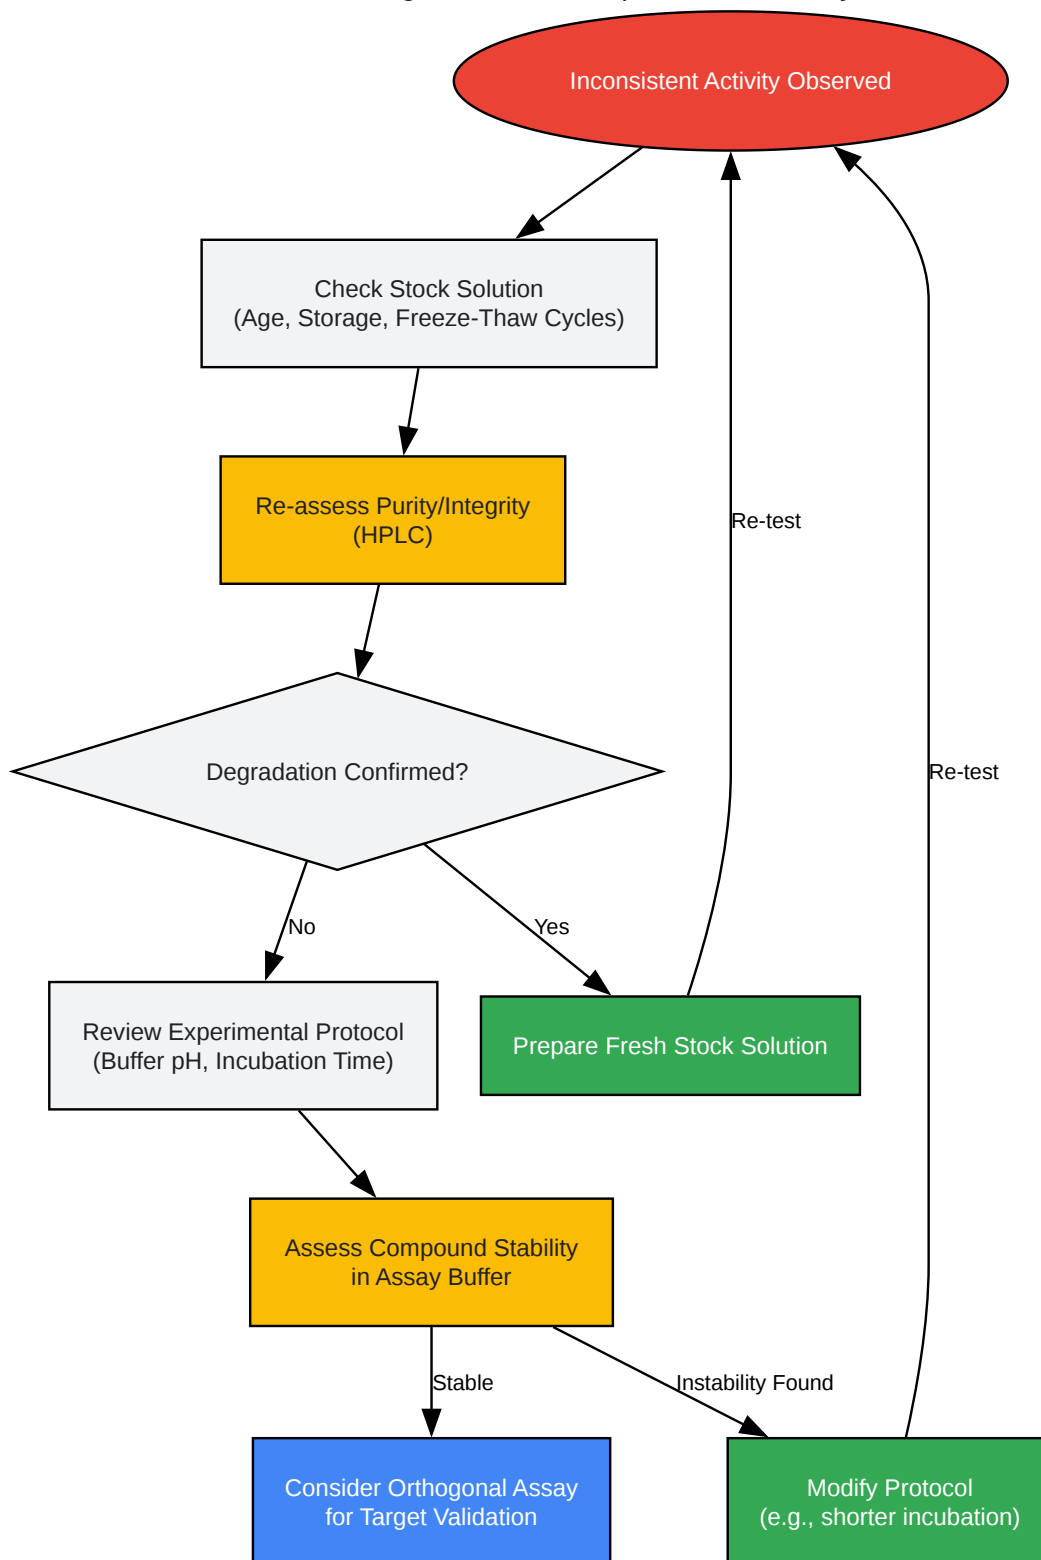 Inconsistent Activity Observed
Check Stock Solution
(Age, Storage, Freeze-Thaw Cycles)
Re-assess Purity/Integrity
(HPLC)
Re-test
Degradation Confirmed?
Re-test
No
Yes
Review Experimental Protocol
(Buffer pH, Incubation Time)
Prepare Fresh Stock Solution
Assess Compound Stability
in Assay Buffer
Stable
Instability Found
Consider Orthogonal Assay
for Target Validation
Modify Protocol
(e.g., shorter incubation)